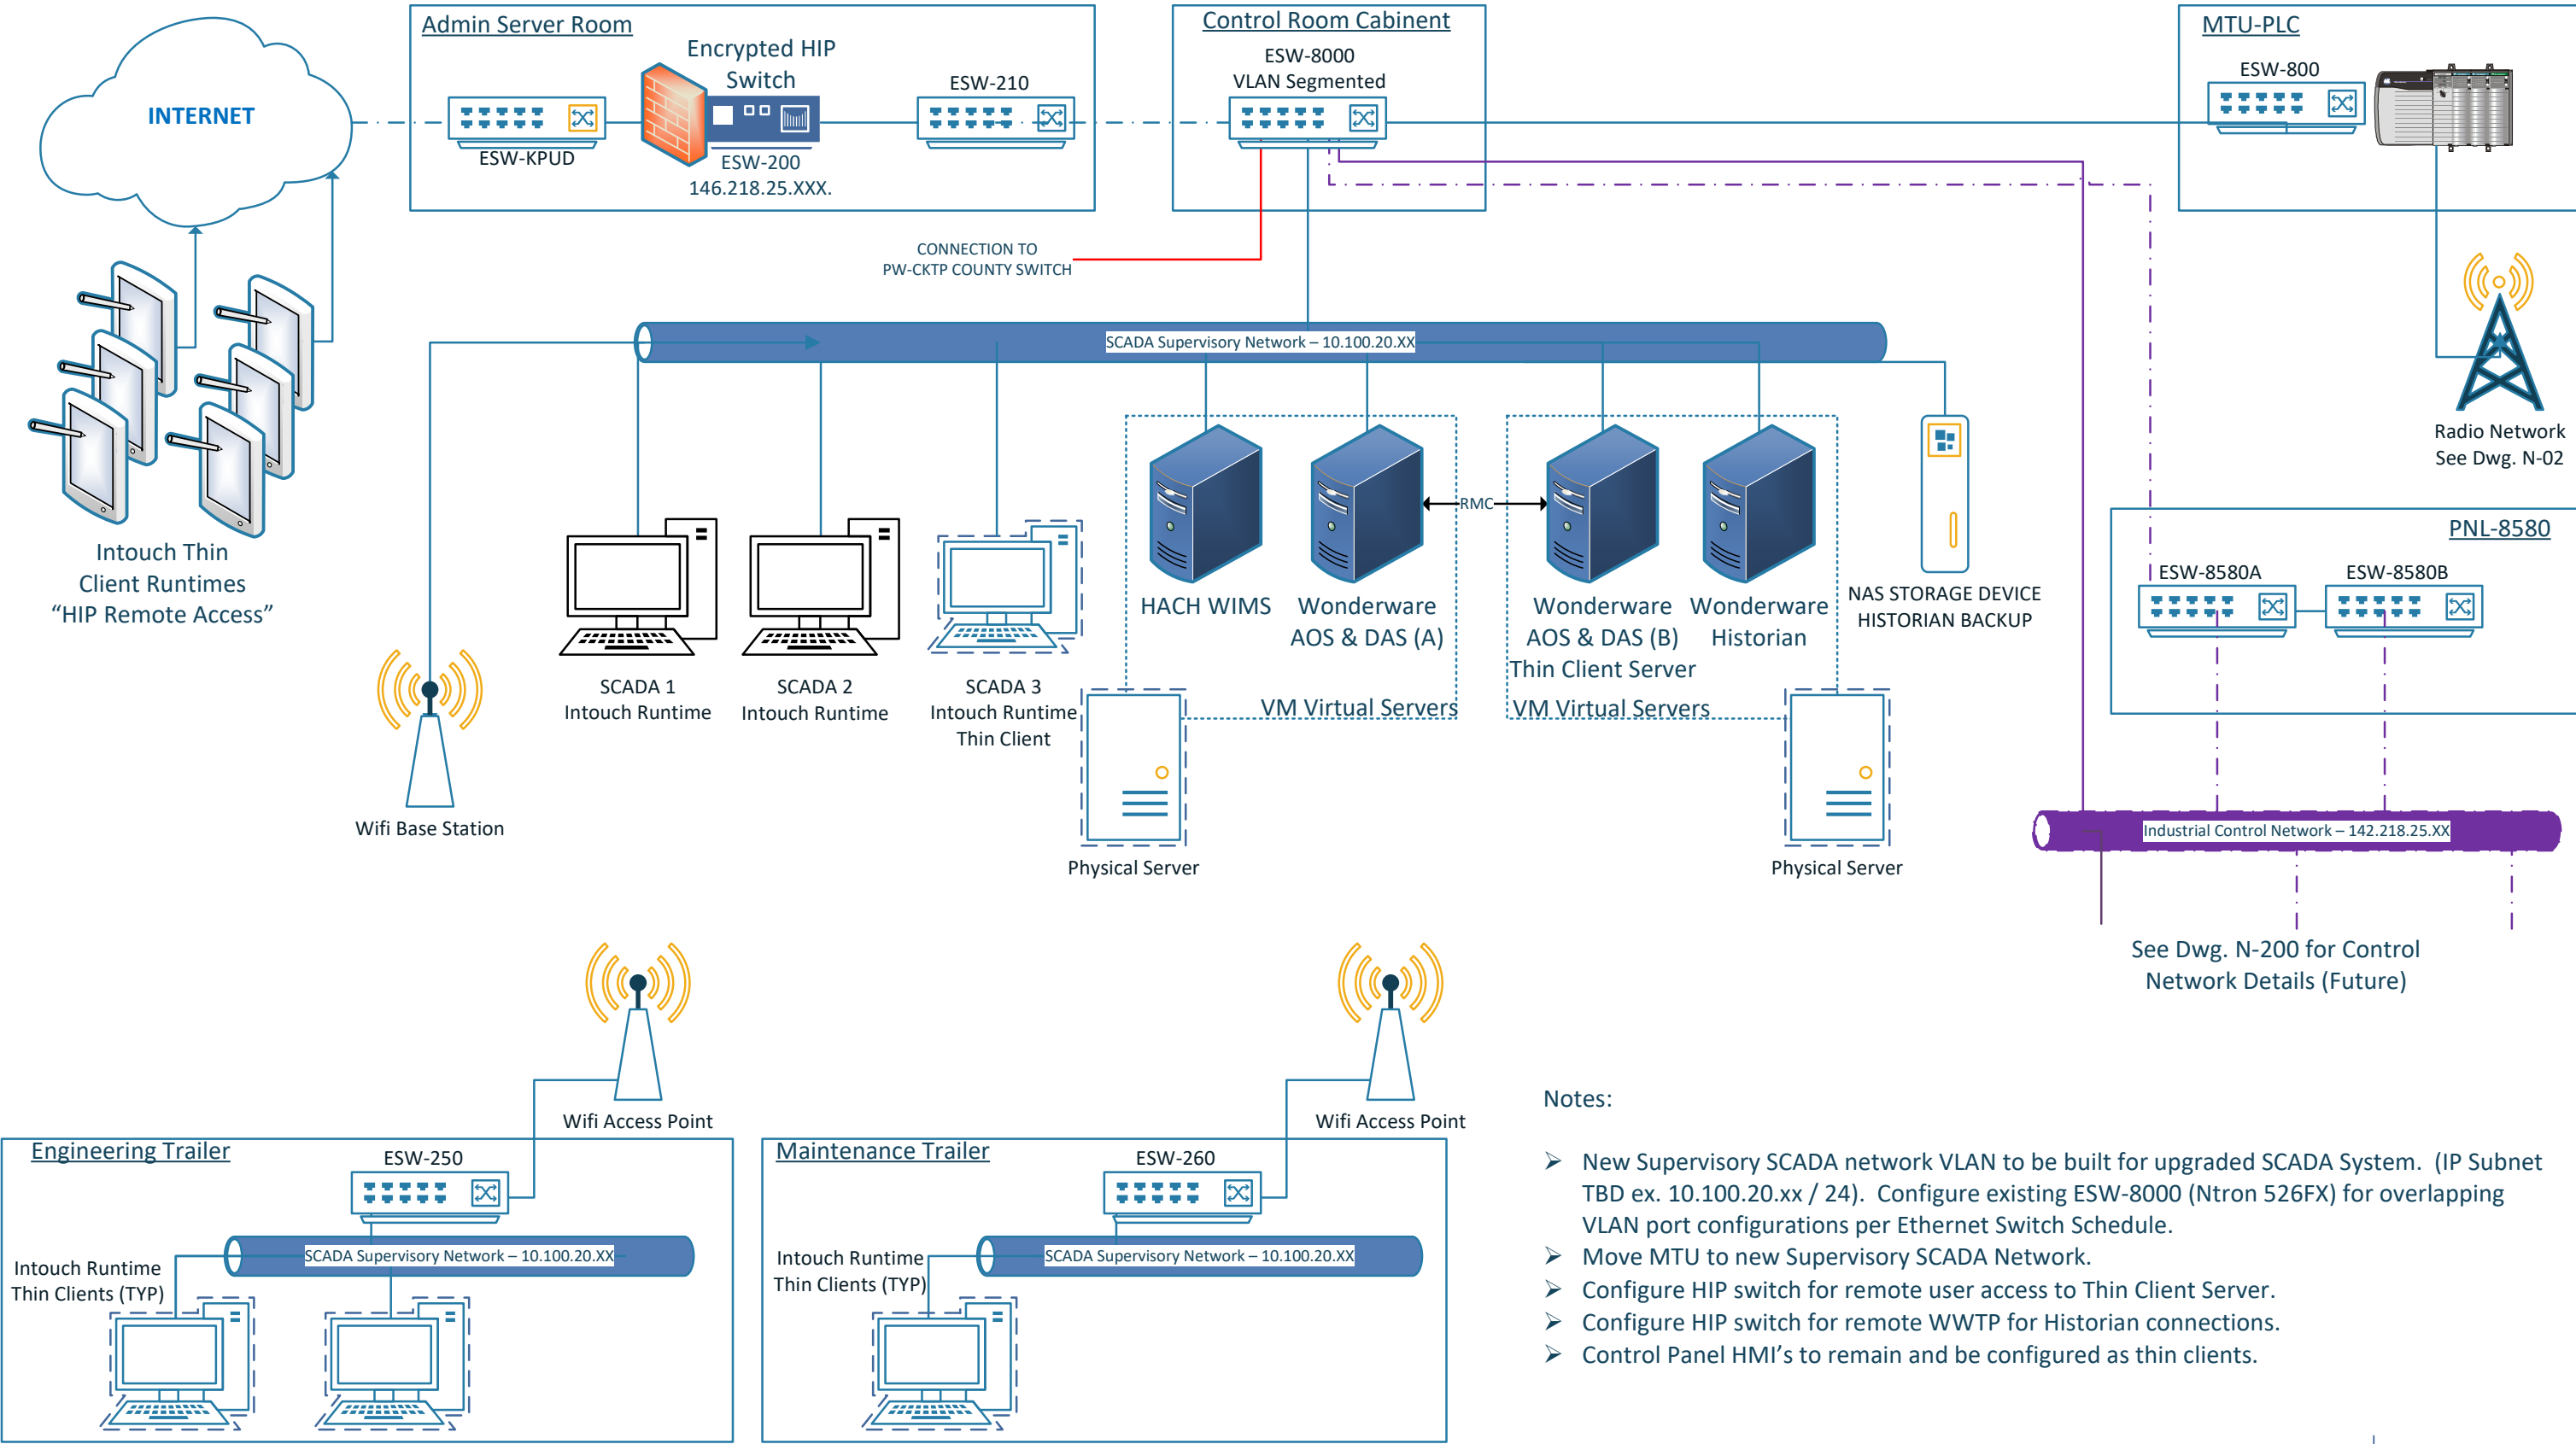 Admin Server Room
Encrypted HIP
Switch
ESW-210
ESW-KPUD
ESW-200
146.218.25.XXX.
Control Room Cabinent
ESW-8000
VLAN Segmented
MTU-PLC
ESW-800
INTERNET
CONNECTION TO
PW-CKTP COUNTY SWITCH
SCADA Supervisory Network – 10.100.20.XX
Radio Network
See Dwg. N-02
Intouch Thin
Client Runtimes
“HIP Remote Access”
RMC
HACH WIMS
Wonderware
AOS & DAS (A)
Wonderware
AOS & DAS (B)
Thin Client Server
Wonderware
Historian
NAS STORAGE DEVICE
HISTORIAN BACKUP
PNL-8580
ESW-8580A
ESW-8580B
SCADA 1
Intouch Runtime
SCADA 2
Intouch Runtime
SCADA 3
Intouch Runtime
Thin Client
VM Virtual Servers
VM Virtual Servers
Wifi Base Station
Physical Server
Physical Server
Industrial Control Network – 142.218.25.XX
See Dwg. N-200 for Control
Network Details (Future)
Wifi Access Point
Wifi Access Point
Engineering Trailer
ESW-250
SCADA Supervisory Network – 10.100.20.XX
Intouch Runtime
Thin Clients (TYP)
Maintenance Trailer
ESW-260
SCADA Supervisory Network – 10.100.20.XX
Intouch Runtime
Thin Clients (TYP)
Notes:
➢ New Supervisory SCADA network VLAN to be built for upgraded SCADA System. (IP Subnet
TBD ex. 10.100.20.xx / 24). Configure existing ESW-8000 (Ntron 526FX) for overlapping
VLAN port configurations per Ethernet Switch Schedule.
➢ Move MTU to new Supervisory SCADA Network.
➢ Configure HIP switch for remote user access to Thin Client Server.
➢ Configure HIP switch for remote WWTP for Historian connections.
➢ Control Panel HMI’s to remain and be configured as thin clients.